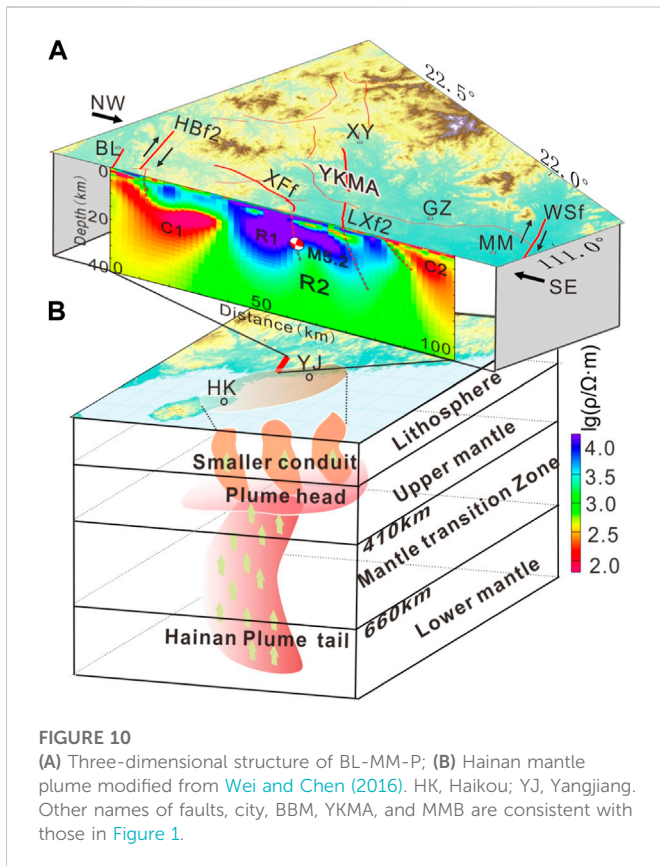 A
NW
BL
HBf2
XFf
XY
YKMA
LXf2
GZ
MM
WSf
22.5°
22.0°
111.0°
SE
0
20
40
Depth(km)
0
50
100
Distance(km)
C1
R1
M5.2
R2
C2
B
HK
YJ
Smaller conduit
Plume head
Hainan Plume tail
Lithosphere
Upper mantle
410km
Mantle transition Zone
660km
Lower mantle
lg(ρ/Ω·m)
4.0
3.5
3.0
2.5
2.0
FIGURE 10
(A) Three-dimensional structure of BL-MM-P; (B) Hainan mantle
plume modified from Wei and Chen (2016). HK, Haikou; YJ, Yangjiang.
Other names of faults, city, BBM, YKMA, and MMB are consistent with
those in Figure 1.